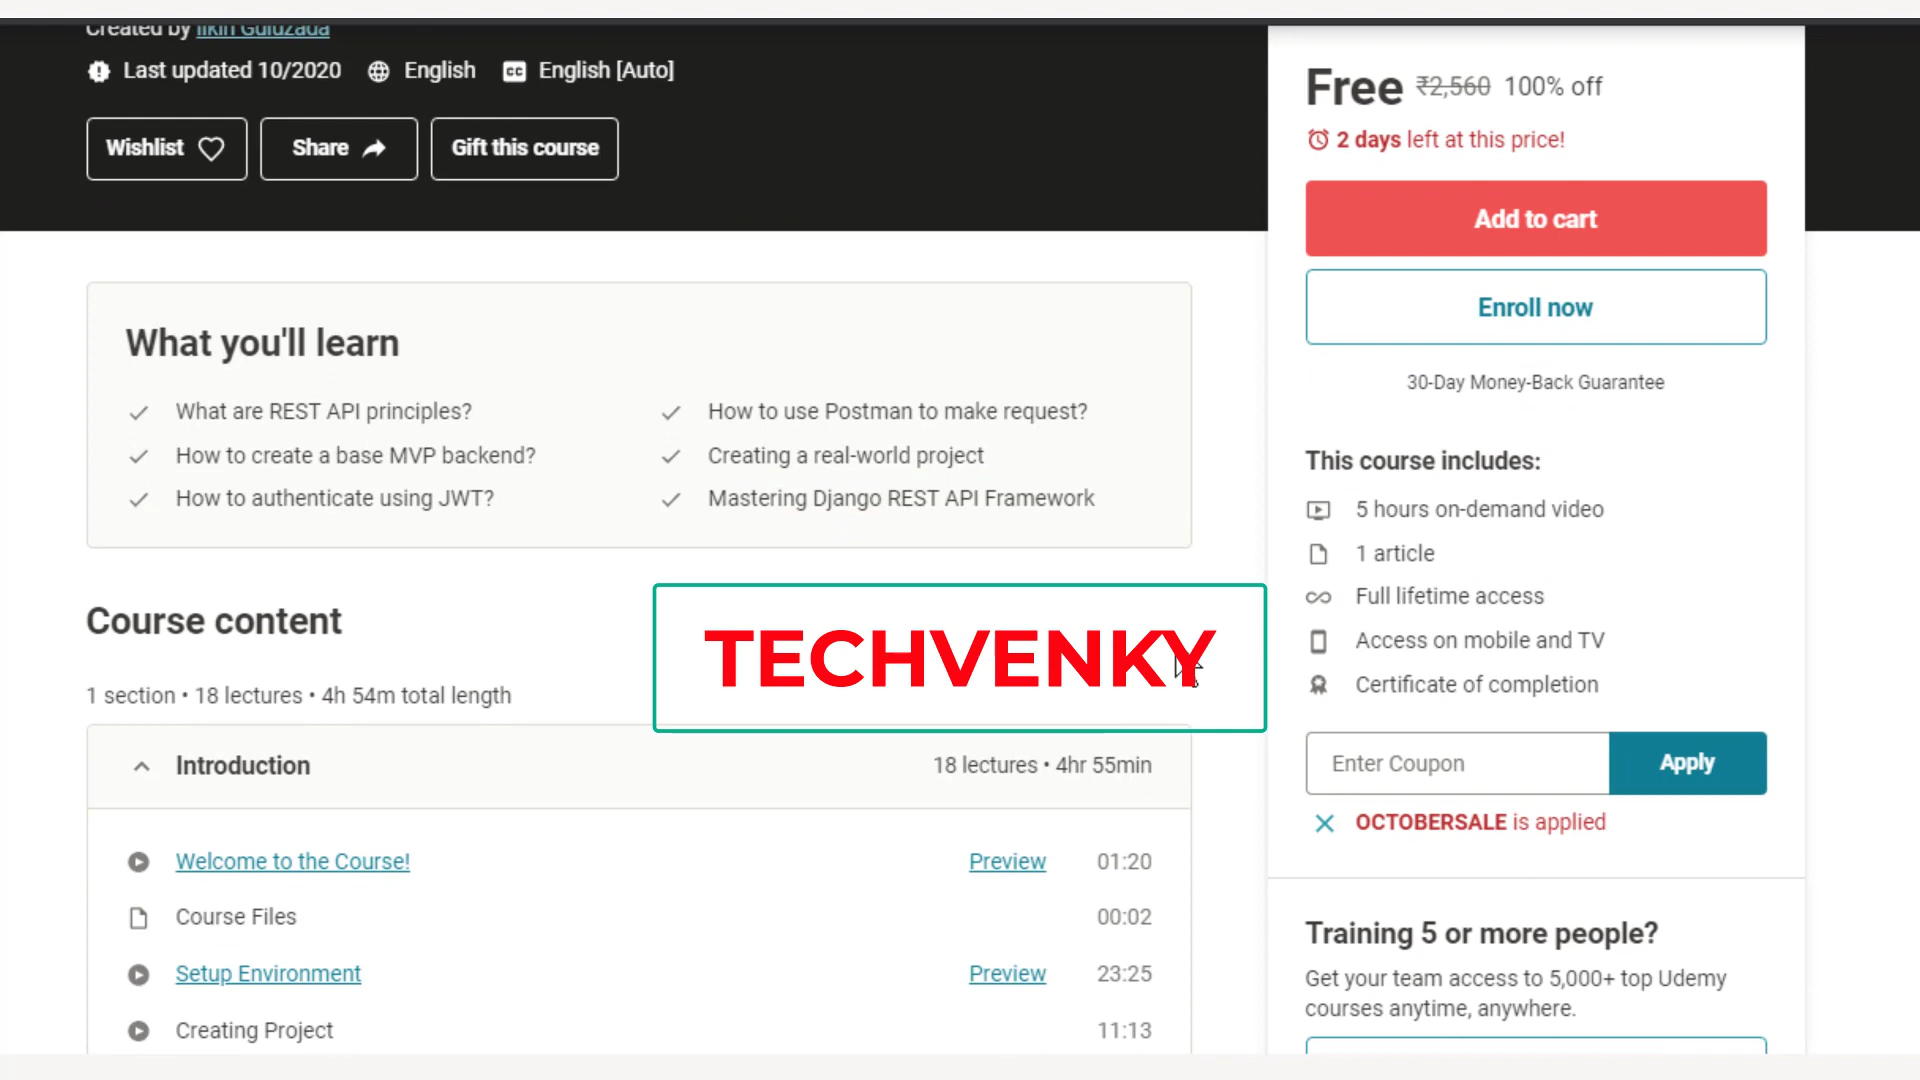 Created by Ilkin Guluzada
Last updated 10/2020 English English [Auto]
Wishlist Share Gift this course
What you'll learn
What are REST API principles?
How to create a base MVP backend?
How to authenticate using JWT?
How to use Postman to make request?
Creating a real-world project
Mastering Django REST API Framework
Course content
1 section • 18 lectures • 4h 54m total length
Introduction 18 lectures • 4hr 55min
Welcome to the Course! Preview 01:20
Course Files 00:02
Setup Environment Preview 23:25
Creating Project 11:13
TECHVENKY
Free ₹2,560 100% off
2 days left at this price!
Add to cart
Enroll now
30-Day Money-Back Guarantee
This course includes:
5 hours on-demand video
1 article
Full lifetime access
Access on mobile and TV
Certificate of completion
Enter Coupon Apply
OCTOBERSALE is applied
Training 5 or more people?
Get your team access to 5,000+ top Udemy
courses anytime, anywhere.